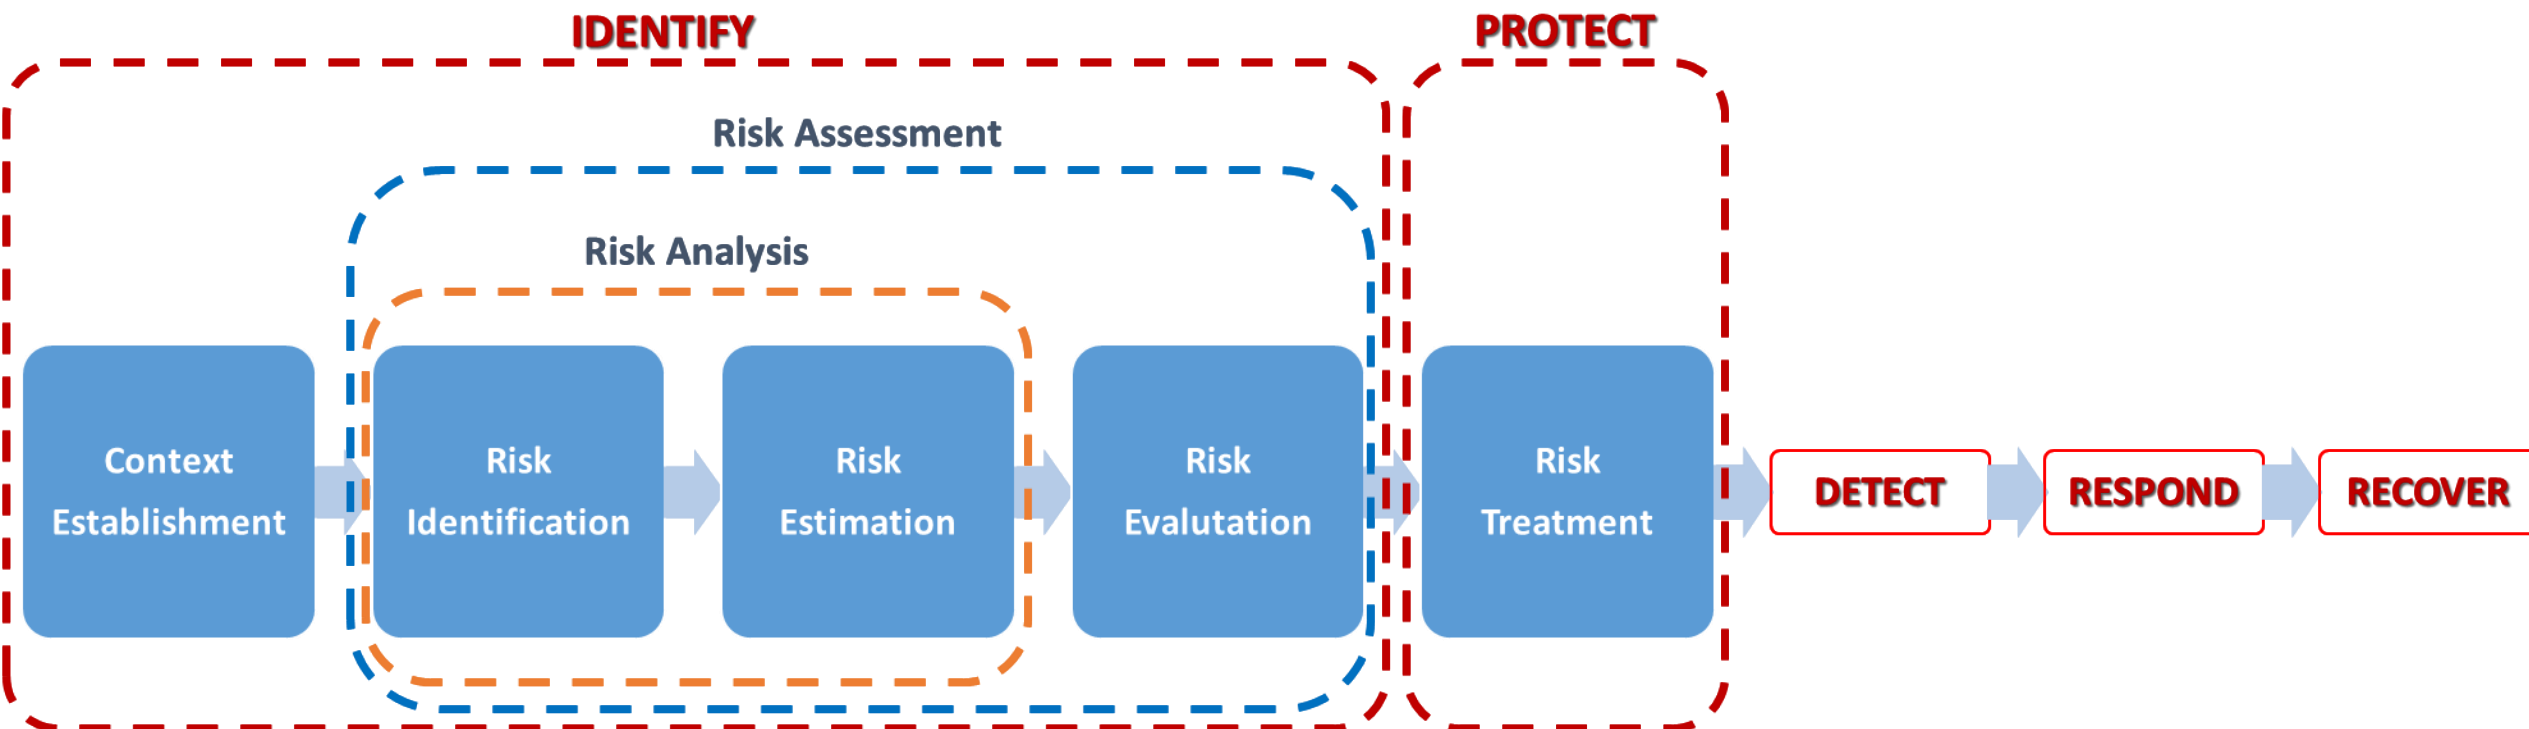 IDENTIFY
PROTECT
Risk Assessment
Risk Analysis
Context
Establishment
Risk
Identification
Risk
Estimation
Risk
Evalutation
Risk
Treatment
DETECT
RESPOND
RECOVER